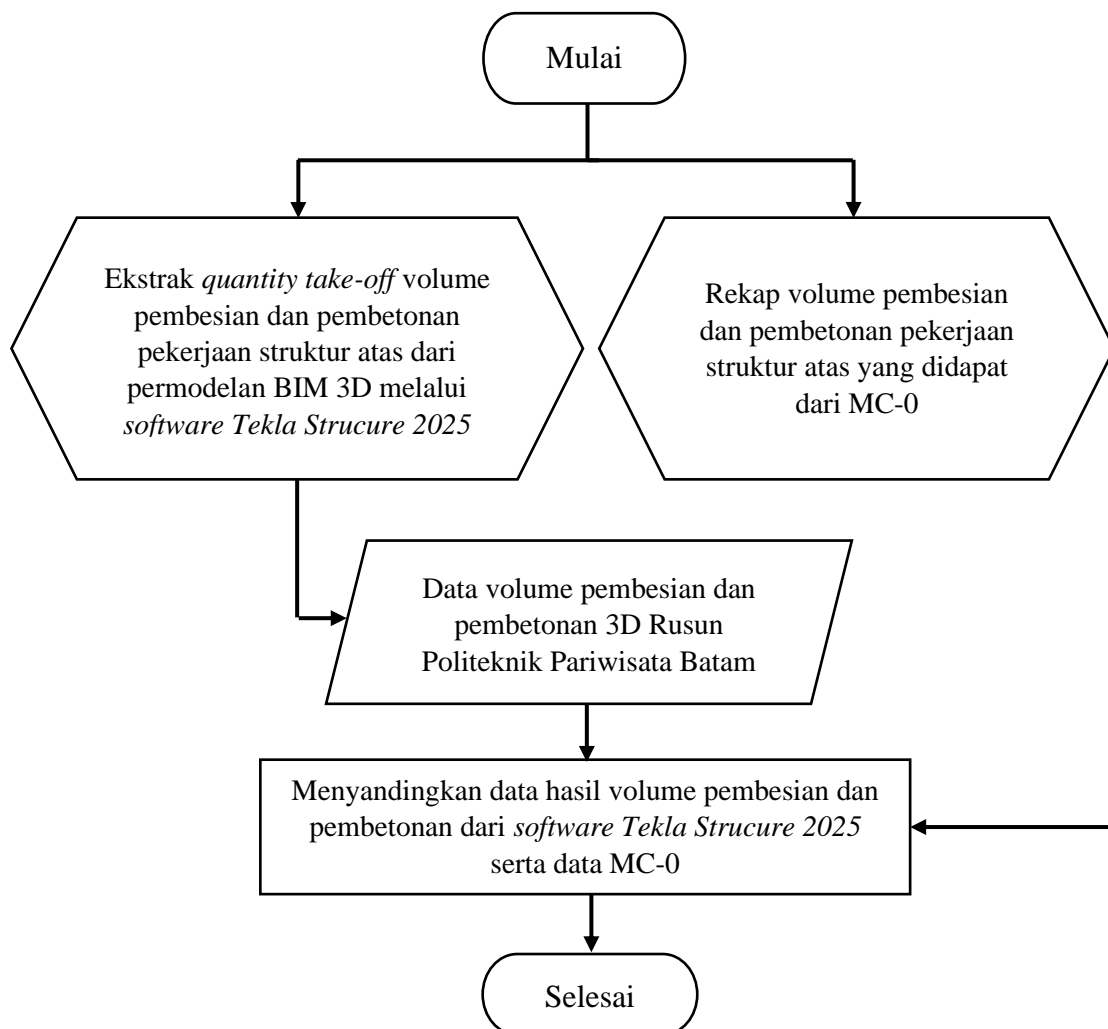 Mulai
Ekstrak quantity take-off volume
pembesian dan pembetonan
pekerjaan struktur atas dari
permodelan BIM 3D melalui
software Tekla Strucure 2025
Rekap volume pembesian
dan pembetonan pekerjaan
struktur atas yang didapat
dari MC-0
Data volume pembesian dan
pembetonan 3D Rusun
Politeknik Pariwisata Batam
Menyandingkan data hasil volume pembesian dan
pembetonan dari software Tekla Strucure 2025
serta data MC-0
Selesai